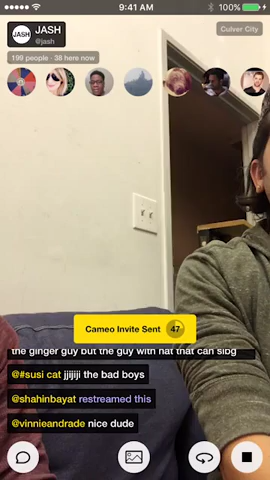 9:41 AM
100%
JASH
JASH
@jash
Culver City
199 people · 38 here now
Cameo Invite Sent 47
the ginger guy but the guy with hat that can sibg
@#susi cat jjijiji the bad boys
@shahinbayat restreamed this
@vinnieandrade nice dude